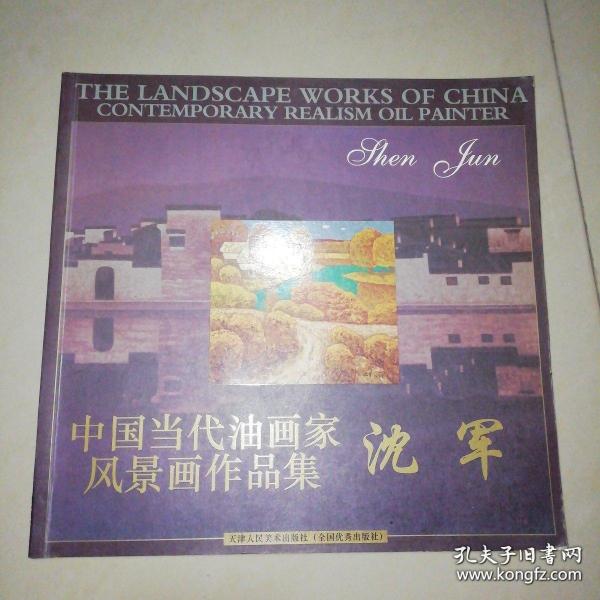 THE LANDSCAPE WORKS OF CHINA
CONTEMPORARY REALISM OIL PAINTER
Shen Jun
中国当代油画家
风景画作品集
沈军
天津人民美术出版社（全国优秀出版社）
孔夫子旧书网
www.kongfz.com